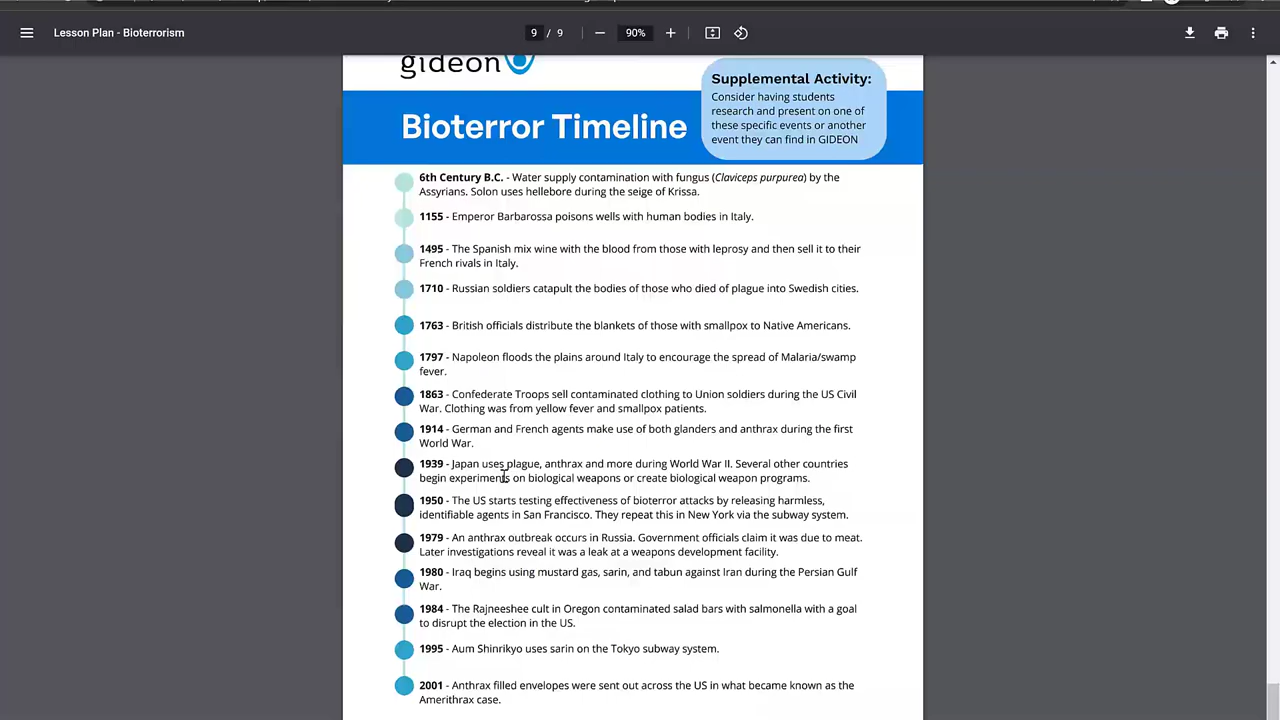 Lesson Plan - Bioterrorism
9 / 9
90%
gideon
Supplemental Activity:
Consider having students
research and present on one of
these specific events or another
event they can find in GIDEON
Bioterror Timeline
6th Century B.C. - Water supply contamination with fungus (Claviceps purpurea) by the
Assyrians. Solon uses hellebore during the seige of Krissa.
1155 - Emperor Barbarossa poisons wells with human bodies in Italy.
1495 - The Spanish mix wine with the blood from those with leprosy and then sell it to their
French rivals in Italy.
1710 - Russian soldiers catapult the bodies of those who died of plague into Swedish cities.
1763 - British officials distribute the blankets of those with smallpox to Native Americans.
1797 - Napoleon floods the plains around Italy to encourage the spread of Malaria/swamp
fever.
1863 - Confederate Troops sell contaminated clothing to Union soldiers during the US Civil
War. Clothing was from yellow fever and smallpox patients.
1914 - German and French agents make use of both glanders and anthrax during the first
World War.
1939 - Japan uses plague, anthrax and more during World War II. Several other countries
begin experiments on biological weapons or create biological weapon programs.
1950 - The US starts testing effectiveness of bioterror attacks by releasing harmless,
identifiable agents in San Francisco. They repeat this in New York via the subway system.
1979 - An anthrax outbreak occurs in Russia. Government officials claim it was due to meat.
Later investigations reveal it was a leak at a weapons development facility.
1980 - Iraq begins using mustard gas, sarin, and tabun against Iran during the Persian Gulf
War.
1984 - The Rajneeshee cult in Oregon contaminated salad bars with salmonella with a goal
to disrupt the election in the US.
1995 - Aum Shinrikyo uses sarin on the Tokyo subway system.
2001 - Anthrax filled envelopes were sent out across the US in what became known as the
Amerithrax case.